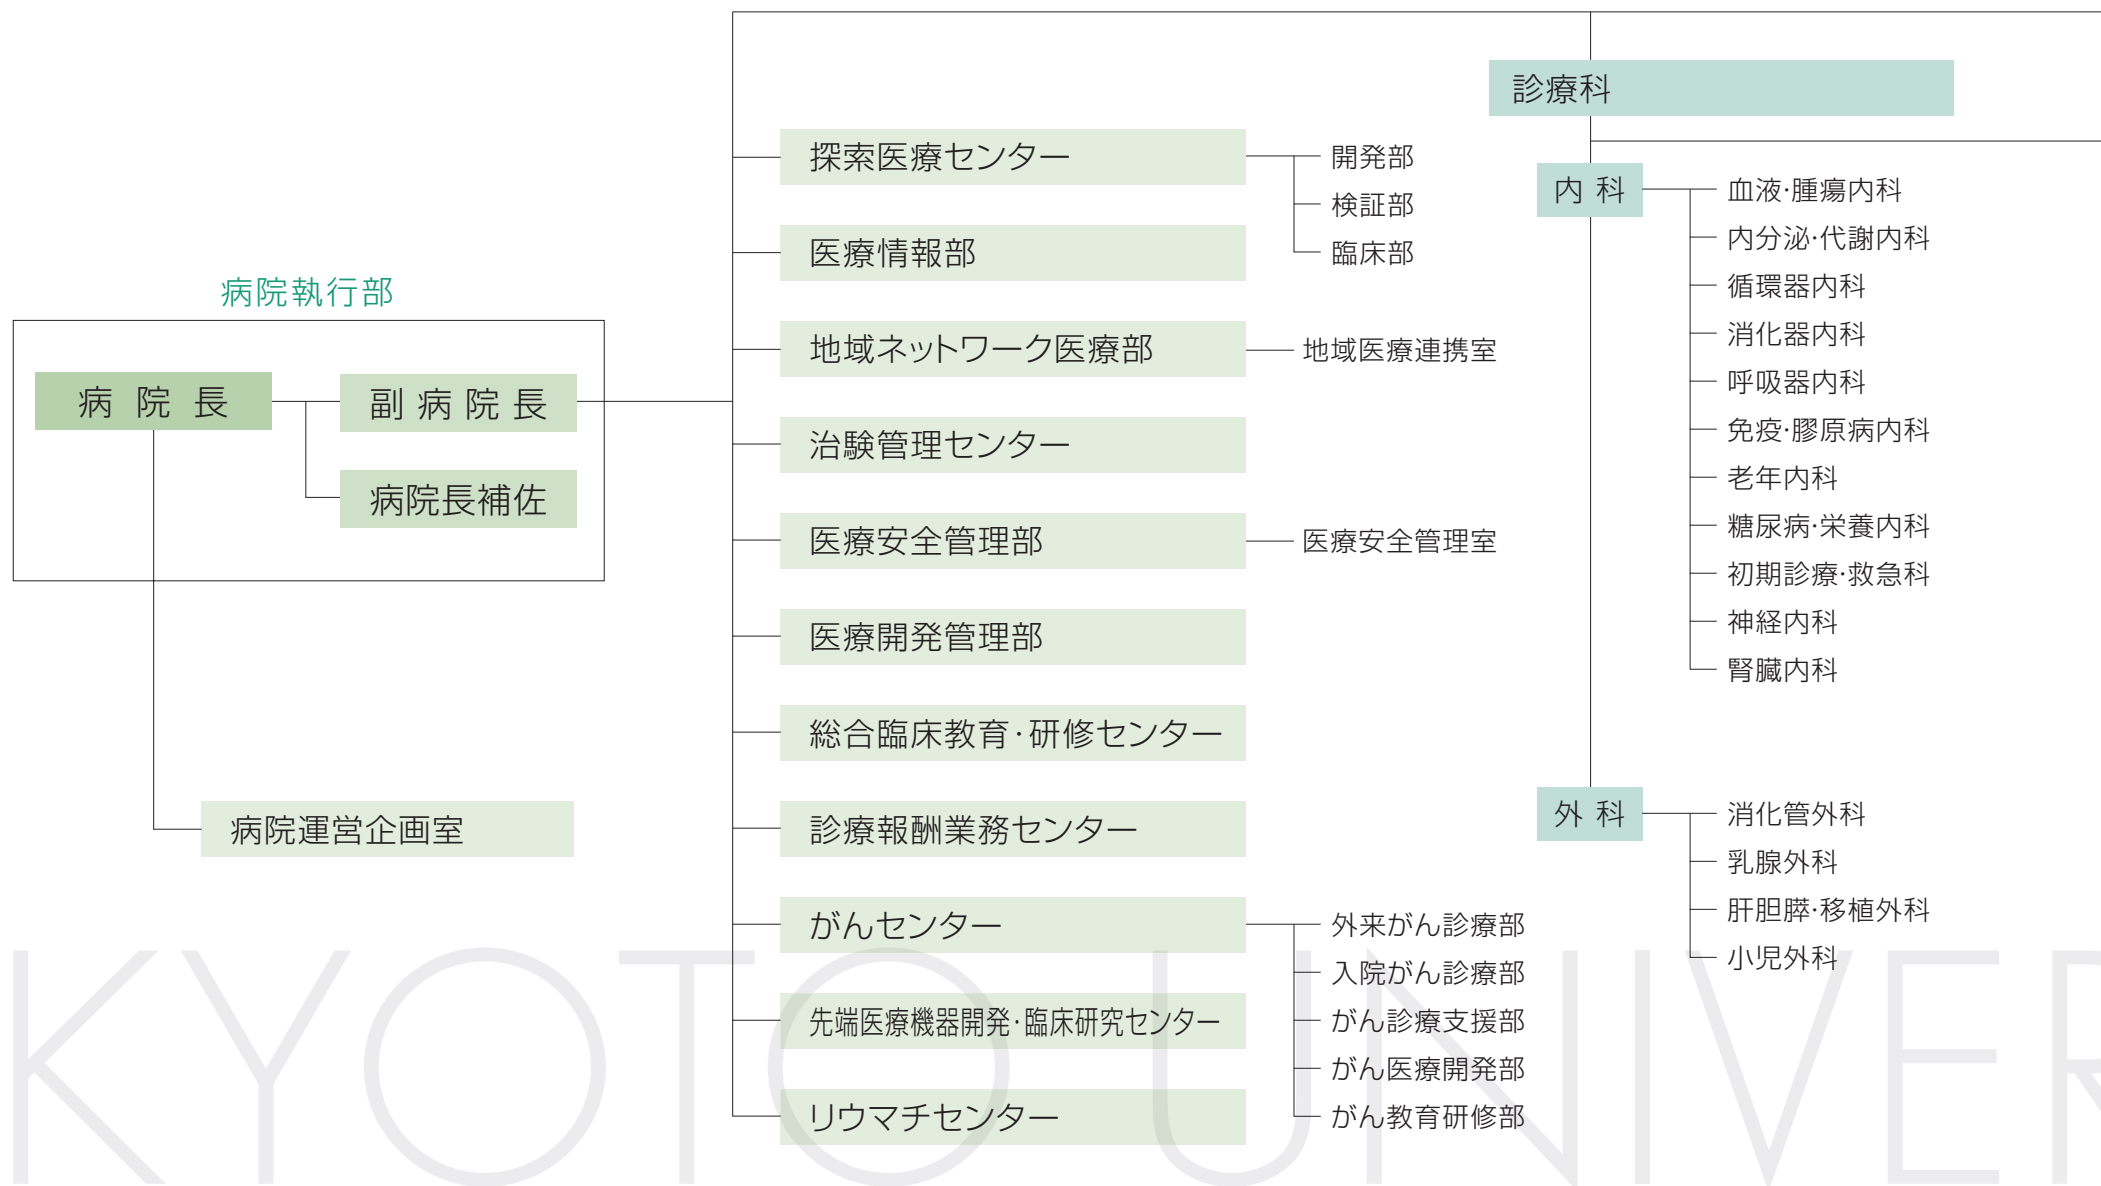 病院執行部
病院長
副病院長
病院長補佐
病院運営企画室
探索医療センター
開発部
検証部
臨床部
医療情報部
地域ネットワーク医療部
地域医療連携室
治験管理センター
医療安全管理部
医療安全管理室
医療開発管理部
総合臨床教育・研修センター
診療報酬業務センター
がんセンター
外来がん診療部
入院がん診療部
がん診療支援部
がん医療開発部
がん教育研修部
先端医療機器開発・臨床研究センター
リウマチセンター
診療科
内科
血液・腫瘍内科
内分泌・代謝内科
循環器内科
消化器内科
呼吸器内科
免疫・膠原病内科
老年内科
糖尿病・栄養内科
初期診療・救急科
神経内科
腎臓内科
外科
消化管外科
乳腺外科
肝胆膵・移植外科
小児外科
KYOTO UNIVER